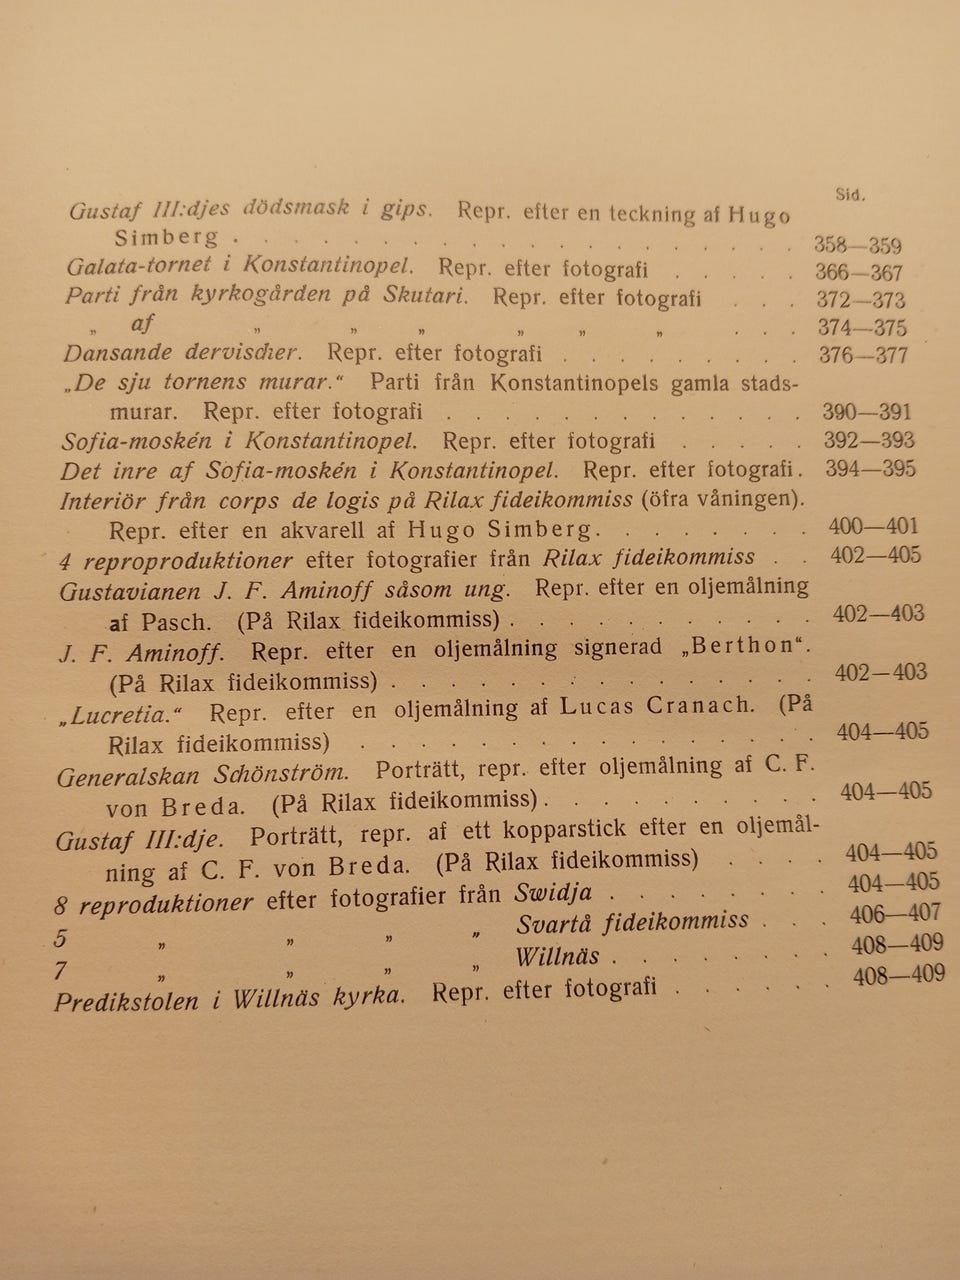 Sid.
Gustaf III:djes dödsmask i gips. Repr. efter en teckning af Hugo
Simberg . . . . . . . . . . . . . . . . . . . . 358—359
Galata-tornet i Konstantinopel. Repr. efter fotografi . . . . . 366—367
Parti från kyrkogården på Skutari. Repr. efter fotografi . . . 372—373
„ af „ „ „ „ „ „ . . . 374—375
Dansande dervischer. Repr. efter fotografi . . . . . . . . . 376—377
„De sju tornens murar.“ Parti från Konstantinopels gamla stads-
murar. Repr. efter fotografi . . . . . . . . . . . . . 390—391
Sofia-moskén i Konstantinopel. Repr. efter fotografi . . . . . 392—393
Det inre af Sofia-moskén i Konstantinopel. Repr. efter fotografi. 394—395
Interiör från corps de logis på Rilax fideikommiss (öfra våningen).
Repr. efter en akvarell af Hugo Simberg. . . . . . . . 400—401
4 reproproduktioner efter fotografier från Rilax fideikommiss . . 402—405
Gustavianen J. F. Aminoff såsom ung. Repr. efter en oljemålning
af Pasch. (På Rilax fideikommiss) . . . . . . . . . . . 402—403
J. F. Aminoff. Repr. efter en oljemålning signerad „Berthon“.
(På Rilax fideikommiss) . . . . . . . . . . . . . . 402—403
„Lucretia.“ Repr. efter en oljemålning af Lucas Cranach. (På
Rilax fideikommiss) . . . . . . . . . . . . . . . . 404—405
Generalskan Schönström. Porträtt, repr. efter oljemålning af C. F.
von Breda. (På Rilax fideikommiss) . . . . . . . . . . 404—405
Gustaf III:dje. Porträtt, repr. af ett kopparstick efter en oljemål-
ning af C. F. von Breda. (På Rilax fideikommiss) . . . . 404—405
8 reproduktioner efter fotografier från Swidja . . . . . . . . 404—405
5 „ „ „ „ Svartå fideikommiss . . . 406—407
7 „ „ „ „ Willnäs . . . . . . . . 408—409
Predikstolen i Willnäs kyrka. Repr. efter fotografi . . . . . . 408—409